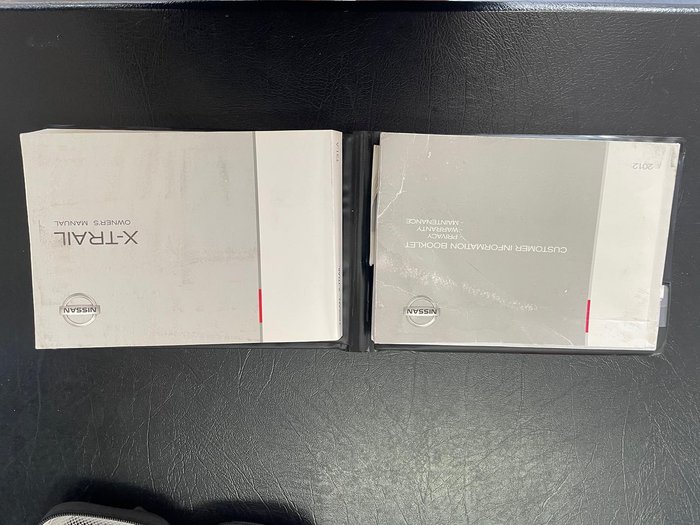 X-TRAIL
OWNER'S MANUAL
NISSAN
2012
CUSTOMER INFORMATION BOOKLET
- PRIVACY
- WARRANTY
- MAINTENANCE
NISSAN